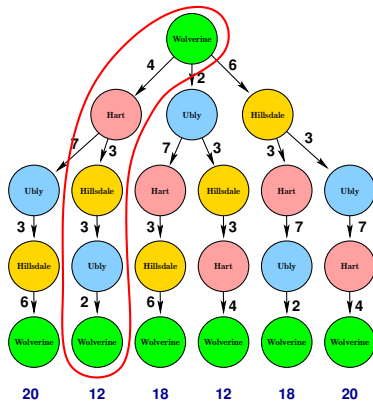 Wolverine
4 2 6
Hart Ubly Hillsdale
7 3 7 3 3 3
Ubly Hillsdale Hart Hillsdale Hart Ubly
3 3 3 3 7 7
Hillsdale Ubly Hillsdale Hart Ubly Hart
6 2 6 4 2 4
Wolverine Wolverine Wolverine Wolverine Wolverine Wolverine
20 12 18 12 18 20